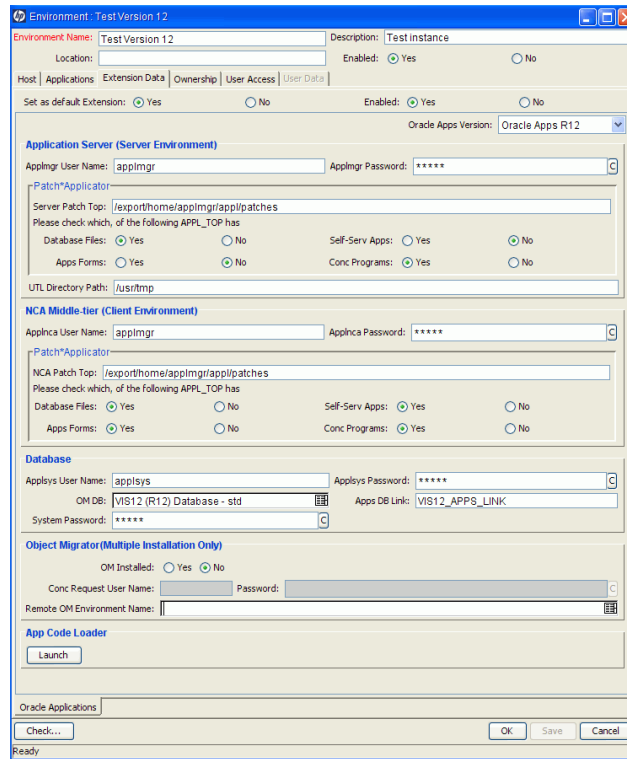 Environment : Test Version 12
Environment Name: Test Version 12 Description: Test instance
Location: Enabled: Yes No
Host Applications Extension Data Ownership User Access User Data
Set as default Extension: Yes No Enabled: Yes No
Oracle Apps Version: Oracle Apps R12
Application Server (Server Environment)
Applmgr User Name: applmgr Applmgr Password: ***** C
Patch*Applicator
Server Patch Top: /export/home/applmgr/appl/patches
Please check which, of the following APPL_TOP has
Database Files: Yes No Self-Serv Apps: Yes No
Apps Forms: Yes No Conc Programs: Yes No
UTL Directory Path: /usr/tmp
NCA Middle-tier (Client Environment)
Applnca User Name: applmgr Applnca Password: ***** C
Patch*Applicator
NCA Patch Top: /export/home/applmgr/appl/patches
Please check which, of the following APPL_TOP has
Database Files: Yes No Self-Serv Apps: Yes No
Apps Forms: Yes No Conc Programs: Yes No
Database
Applsys User Name: applsys Applsys Password: ***** C
OM DB: VIS12 (R12) Database - std Apps DB Link: VIS12_APPS_LINK
System Password: ***** C
Object Migrator(Multiple Installation Only)
OM Installed: Yes No
Conc Request User Name: Password: C
Remote OM Environment Name:
App Code Loader
Launch
Oracle Applications
Check... OK Save Cancel
Ready